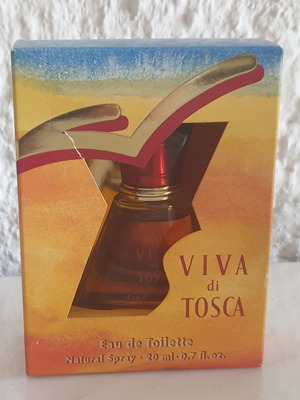 VIVA
di
TOSCA
Eau de Toilette
Natural Spray · 20 ml · 0.7 fl. oz.